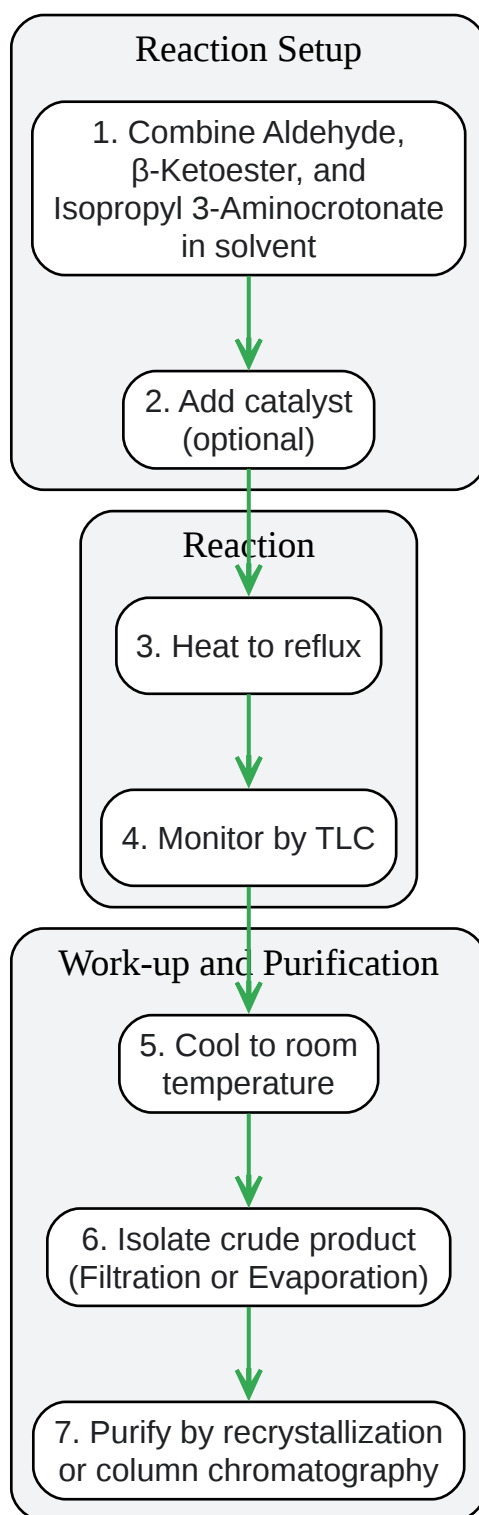 Reaction Setup
1. Combine Aldehyde,
β-Ketoester, and
Isopropyl 3-Aminocrotonate
in solvent
2. Add catalyst
(optional)
Reaction
3. Heat to reflux
4. Monitor by TLC
Work-up and Purification
5. Cool to room
temperature
6. Isolate crude product
(Filtration or Evaporation)
7. Purify by recrystallization
or column chromatography